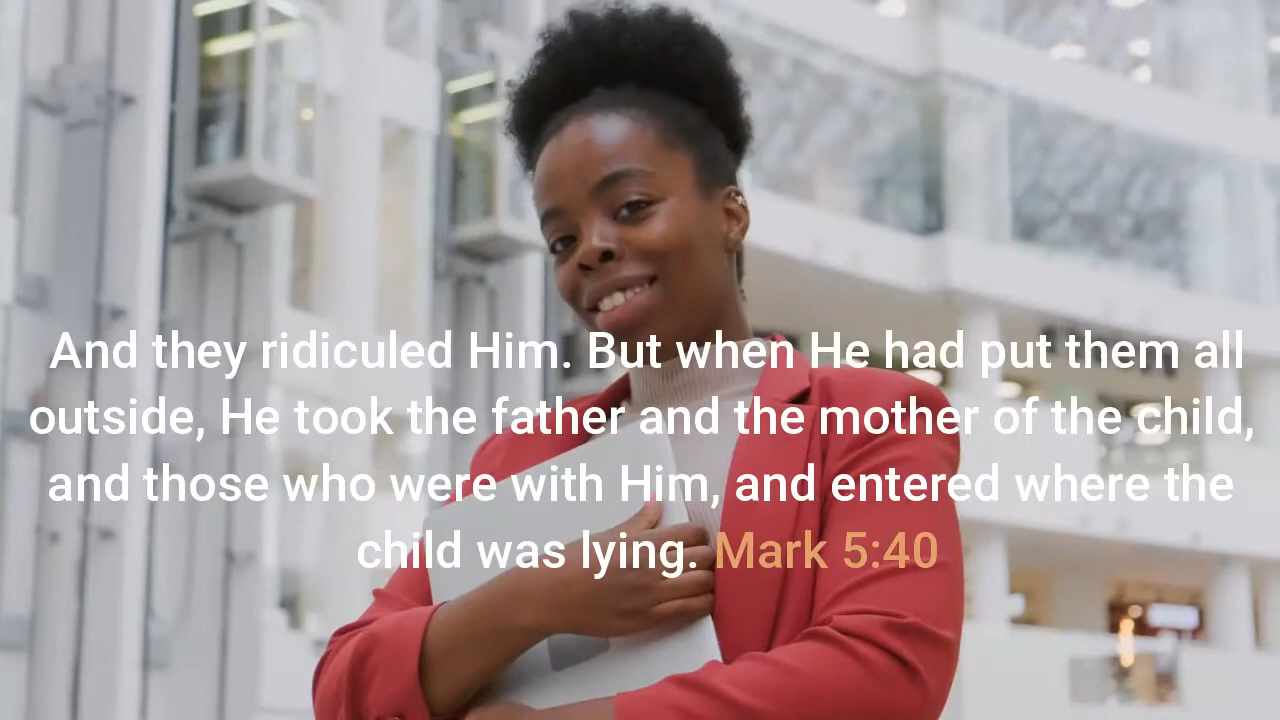 And they ridiculed Him. But when He had put them all
outside, He took the father and the mother of the child,
and those who were with Him, and entered where the
child was lying. Mark 5:40